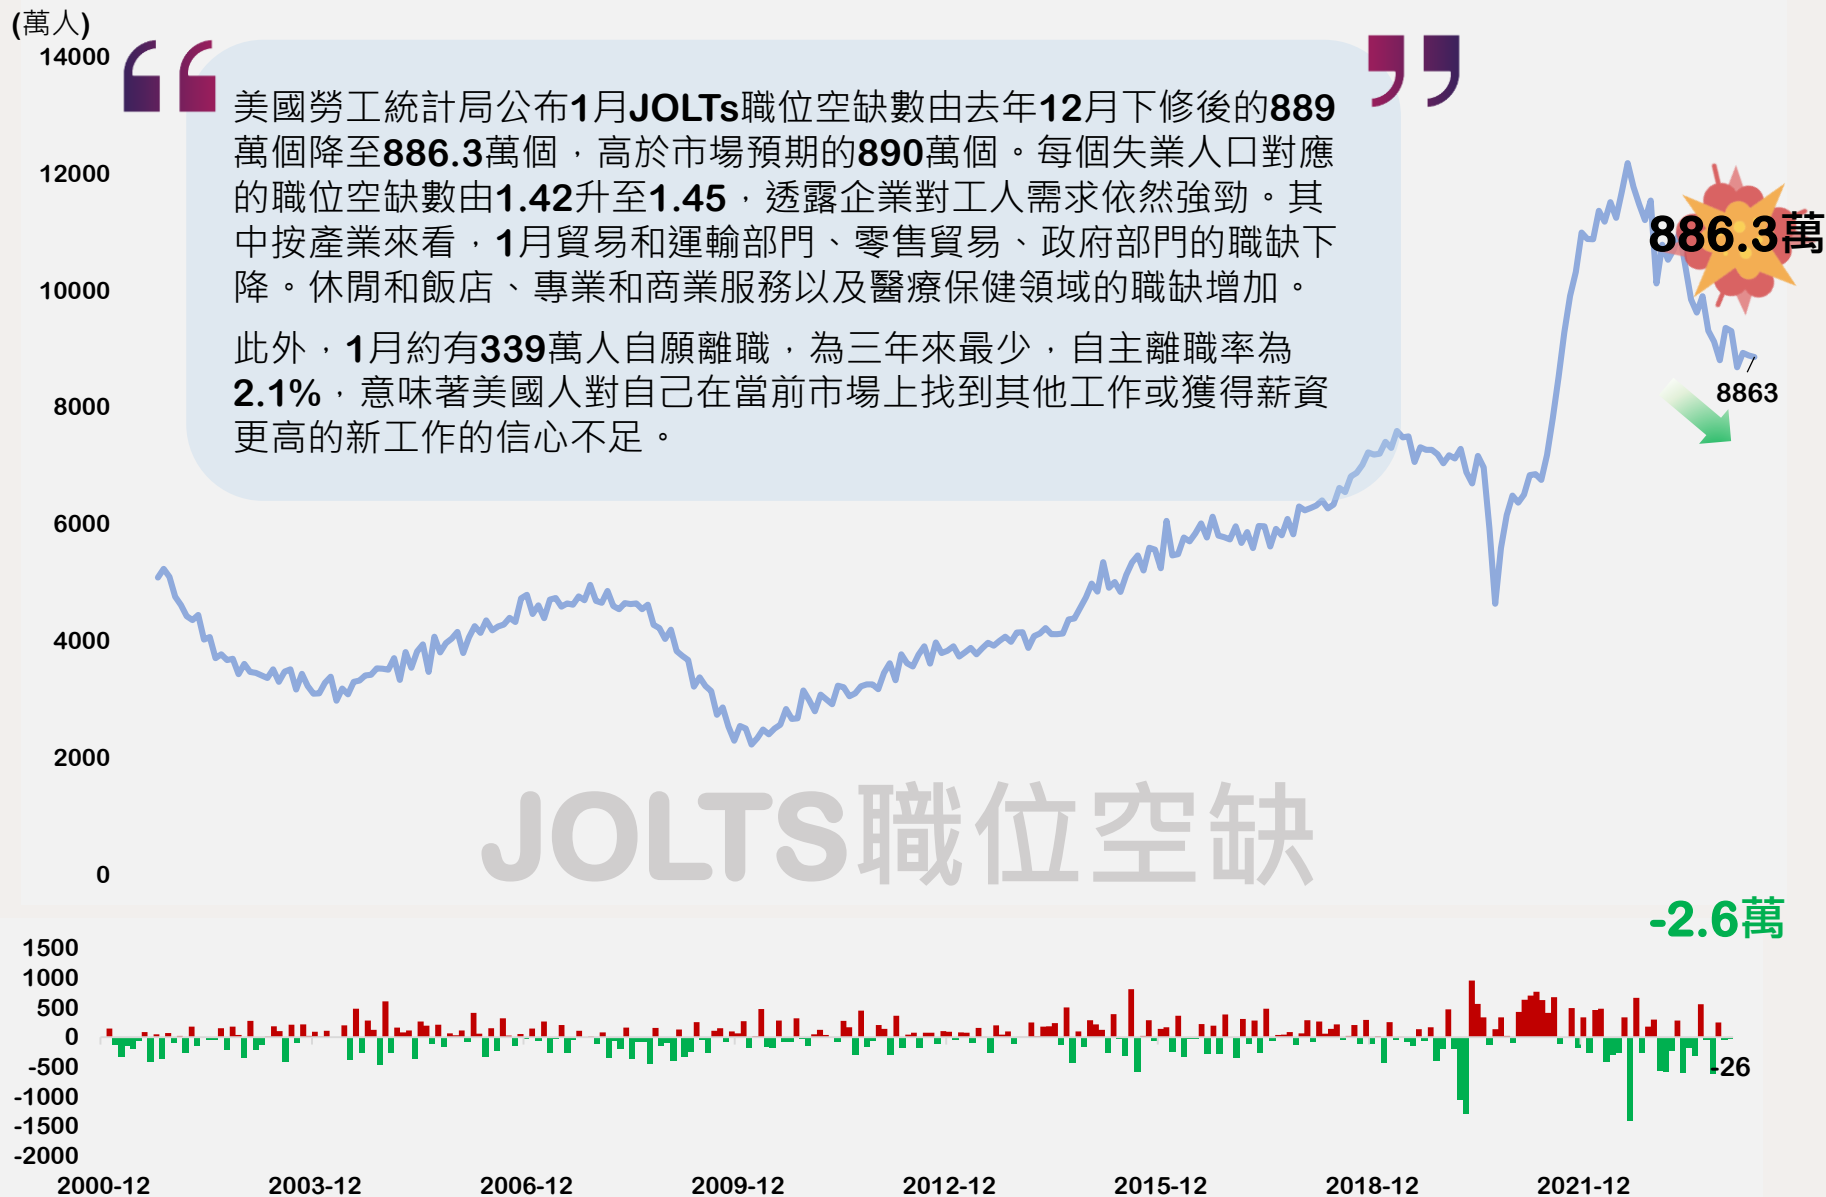 (萬人)
14000
12000
10000
8000
6000
4000
2000
0
“
”
美國勞工統計局公布1月JOLTs職位空缺數由去年12月下修後的889
萬個降至886.3萬個，高於市場預期的890萬個。每個失業人口對應
的職位空缺數由1.42升至1.45，透露企業對工人需求依然強勁。其
中按產業來看，1月貿易和運輸部門、零售貿易、政府部門的職缺下
降。休閒和飯店、專業和商業服務以及醫療保健領域的職缺增加。
此外，1月約有339萬人自願離職，為三年來最少，自主離職率為
2.1%，意味著美國人對自己在當前市場上找到其他工作或獲得薪資
更高的新工作的信心不足。
886.3萬
8863
JOLTS職位空缺
-2.6萬
1500
1000
500
0
-500
-1000
-1500
-2000
-26
2000-12
2003-12
2006-12
2009-12
2012-12
2015-12
2018-12
2021-12